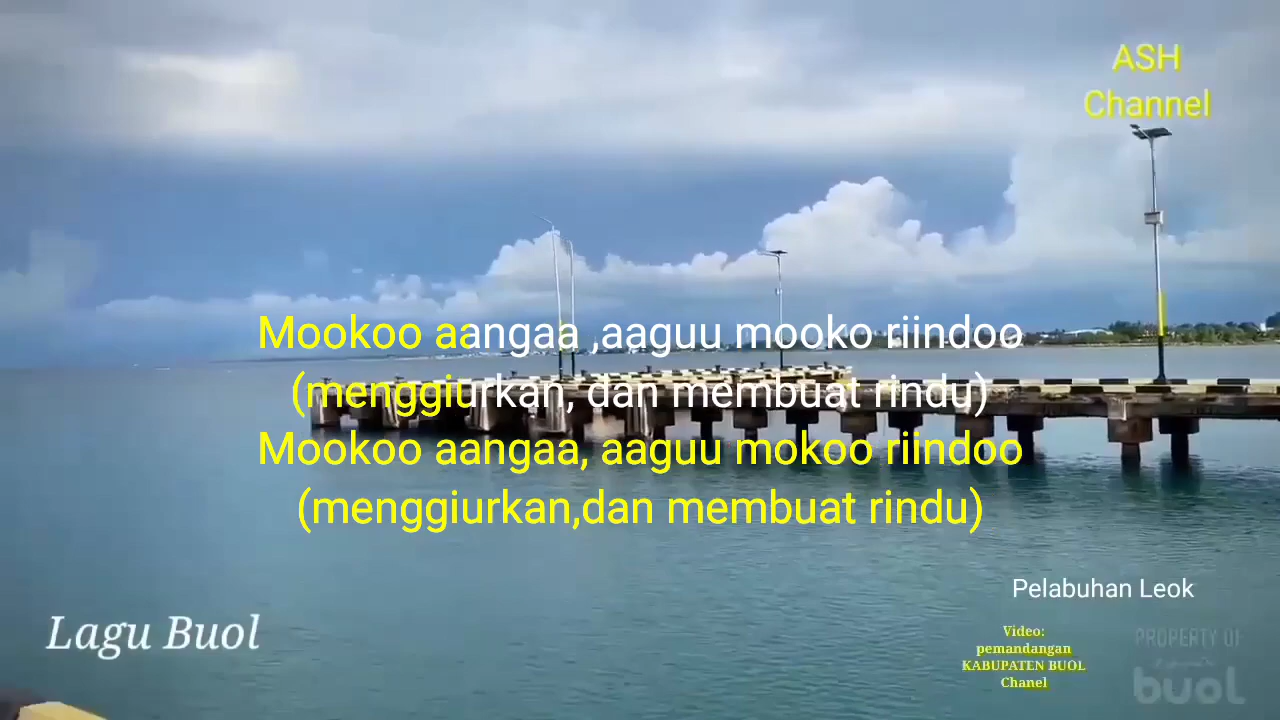 ASH
Channel
Mookoo aangaa ,aaguu mooko riindoo
(menggiurkan, dan membuat rindu)
Mookoo aangaa, aaguu mokoo riindoo
(menggiurkan,dan membuat rindu)
Pelabuhan Leok
Lagu Buol
Video:
pemandangan
KABUPATEN BUOL
Chanel
PROPERTY OF
buol